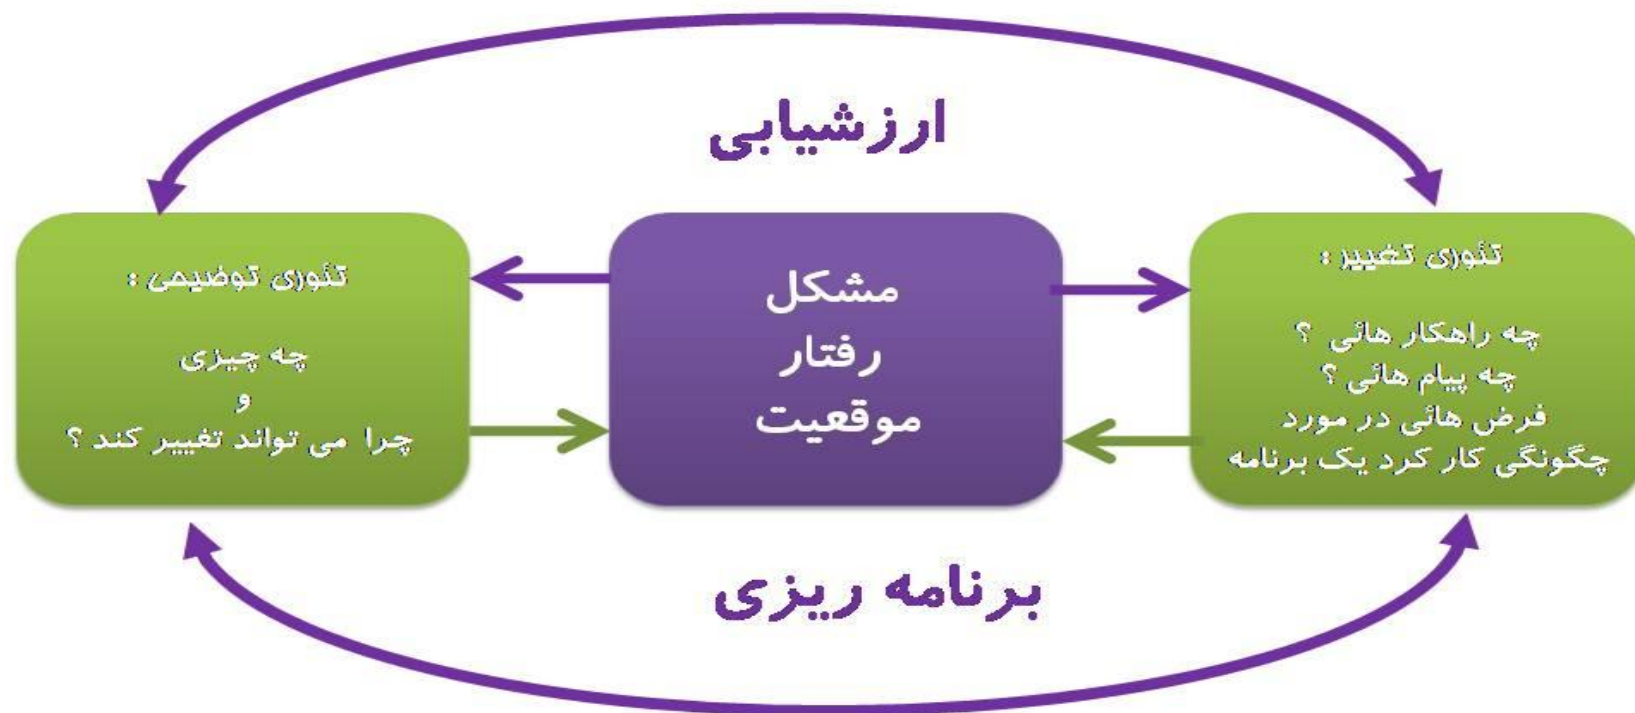 ارزشیابی
تئوری تغییر :
چه راهکار هائی ؟
چه پیام هائی ؟
فرض هائی در مورد
چگونگی کار کرد یک برنامه
مشکل
رفتار
موقعیت
تئوری توضیحی :
چه چیزی
و
چرا می تواند تغییر کند ؟
برنامه ریزی